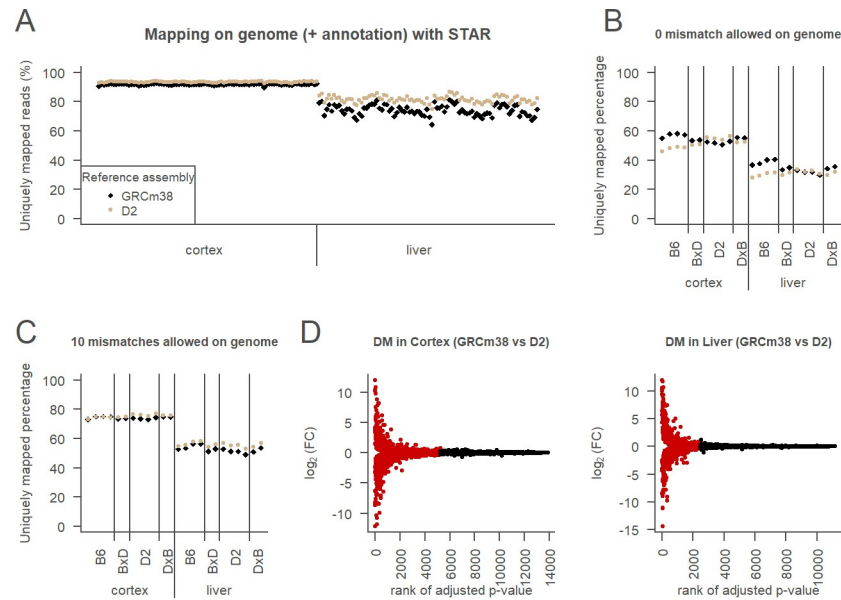 A
Mapping on genome (+ annotation) with STAR
Uniquely mapped reads (%)
100
80
60
40
20
0
Reference assembly
GRCm38
D2
cortex
liver
B
0 mismatch allowed on genome
Uniquely mapped percentage
100
80
60
40
20
0
B6
BxD
D2
DxB
B6
BxD
D2
DxB
cortex
liver
C
10 mismatches allowed on genome
Uniquely mapped percentage
100
80
60
40
20
0
B6
BxD
D2
DxB
B6
BxD
D2
DxB
cortex
liver
D
DM in Cortex (GRCm38 vs D2)
log2 (FC)
10
5
0
-5
-10
0
2000
4000
6000
8000
10000
12000
14000
rank of adjusted p-value
DM in Liver (GRCm38 vs D2)
log2 (FC)
10
5
0
-5
-10
-15
0
2000
4000
6000
8000
10000
rank of adjusted p-value